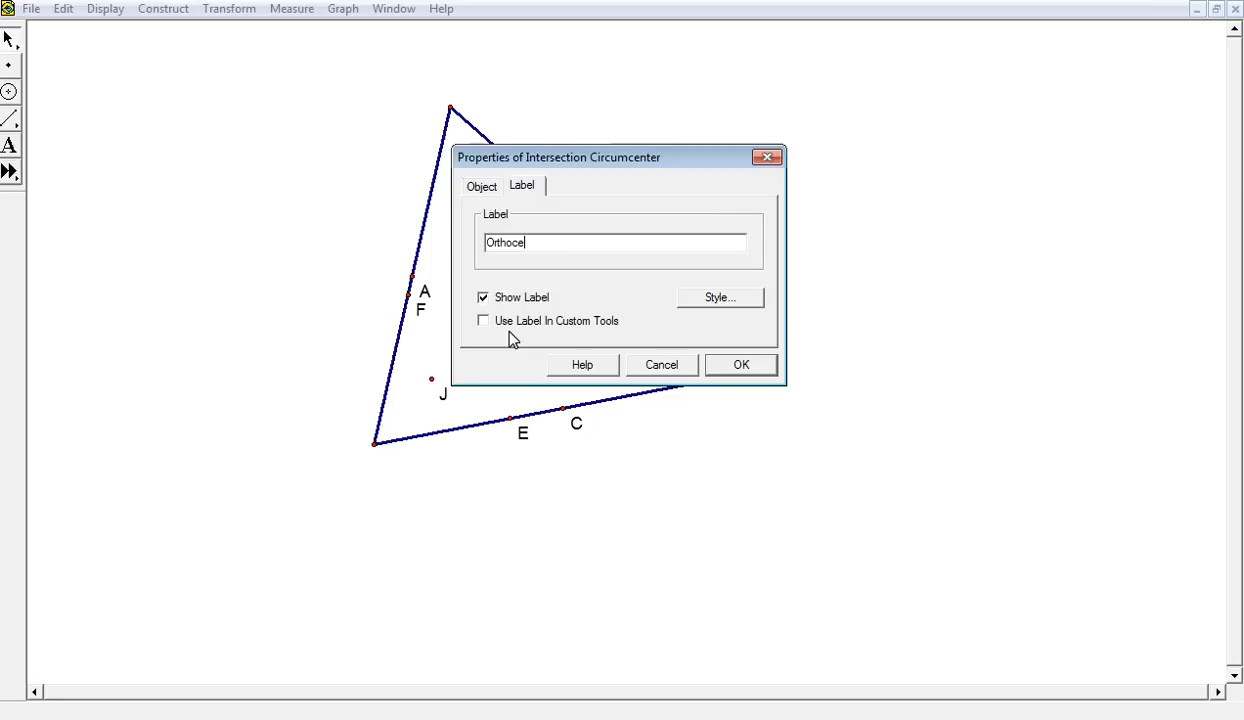 File Edit Display Construct Transform Measure Graph Window Help
Properties of Intersection Circumcenter
Object Label
Label
Orthoce
Show Label
Style...
Use Label In Custom Tools
Help Cancel OK
A
A
F
J
E
C